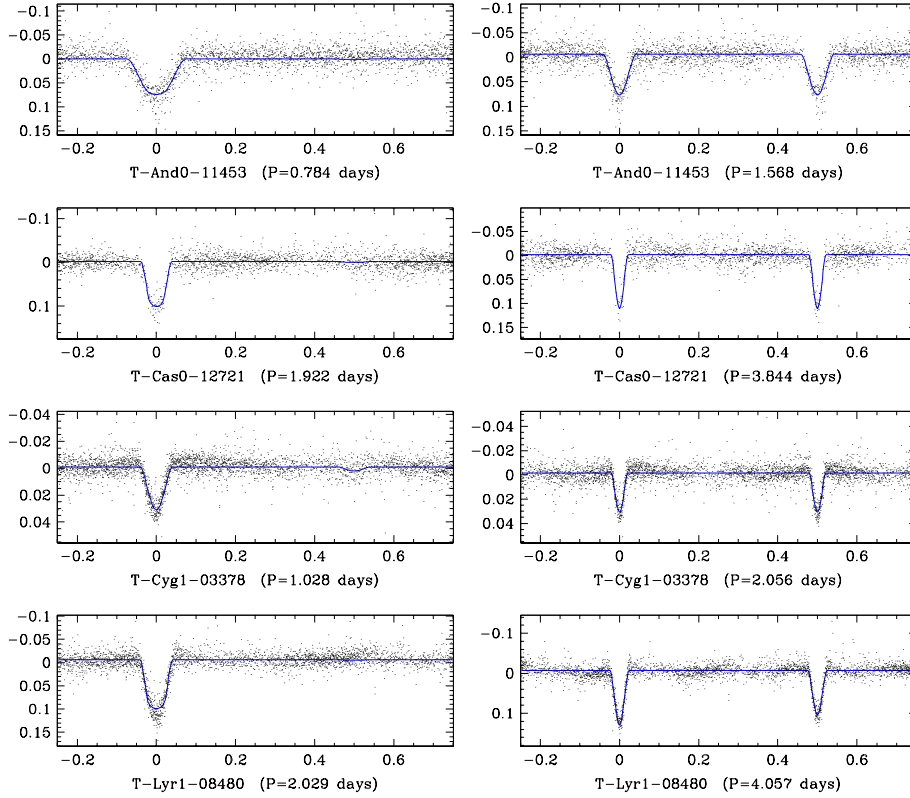 -0.1
-0.05
0
0.05
0.1
0.15
-0.2 0 0.2 0.4 0.6
T-And0-11453 (P=0.784 days)
-0.1
-0.05
0
0.05
0.1
0.15
-0.2 0 0.2 0.4 0.6
T-And0-11453 (P=1.568 days)
-0.1
0
0.1
-0.2 0 0.2 0.4 0.6
T-Cas0-12721 (P=1.922 days)
-0.05
0
0.05
0.1
0.15
-0.2 0 0.2 0.4 0.6
T-Cas0-12721 (P=3.844 days)
-0.04
-0.02
0
0.02
0.04
-0.2 0 0.2 0.4 0.6
T-Cyg1-03378 (P=1.028 days)
-0.04
-0.02
0
0.02
0.04
-0.2 0 0.2 0.4 0.6
T-Cyg1-03378 (P=2.056 days)
-0.1
-0.05
0
0.05
0.1
0.15
-0.2 0 0.2 0.4 0.6
T-Lyr1-08480 (P=2.029 days)
-0.1
0
0.1
-0.2 0 0.2 0.4 0.6
T-Lyr1-08480 (P=4.057 days)